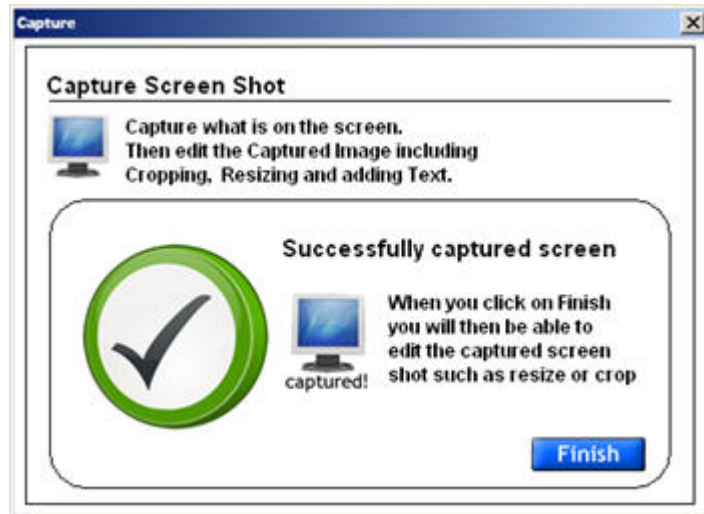 Capture
Capture Screen Shot
Capture what is on the screen.
Then edit the Captured Image including
Cropping, Resizing and adding Text.
Successfully captured screen
When you click on Finish
you will then be able to
edit the captured screen
shot such as resize or crop
captured!
Finish